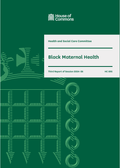 House of
Commons
Health and Social Care Committee
Black Maternal Health